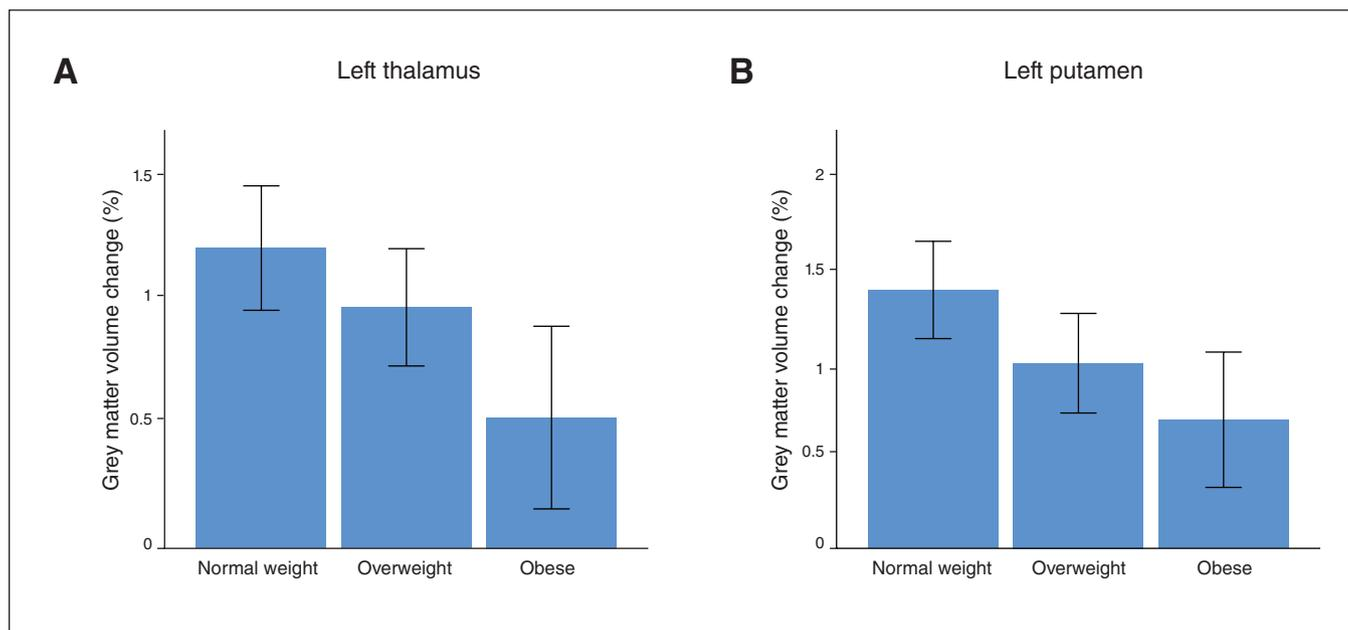 A
Left thalamus
Grey matter volume change (%)
1.5
1
0.5
0
Normal weight
Overweight
Obese
B
Left putamen
Grey matter volume change (%)
2
1.5
1
0.5
0
Normal weight
Overweight
Obese